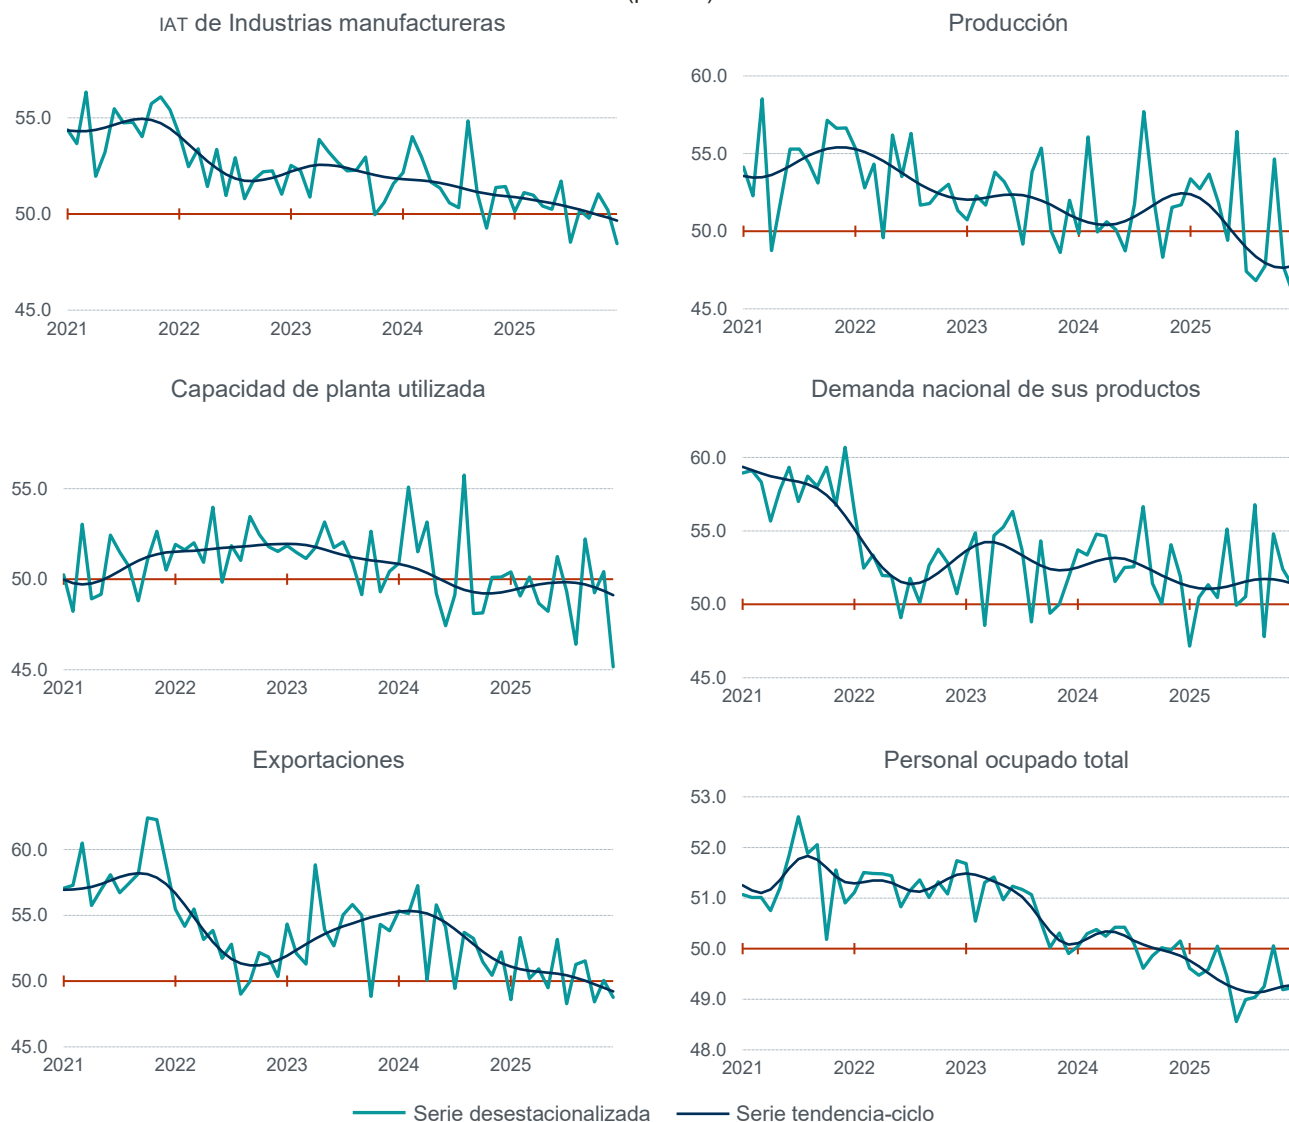 IAT de Industrias manufactureras
55.0
50.0
45.0
2021 2022 2023 2024 2025
Producción
60.0
55.0
50.0
45.0
2021 2022 2023 2024 2025
Capacidad de planta utilizada
55.0
50.0
45.0
2021 2022 2023 2024 2025
Demanda nacional de sus productos
60.0
55.0
50.0
45.0
2021 2022 2023 2024 2025
Exportaciones
60.0
55.0
50.0
45.0
2021 2022 2023 2024 2025
Personal ocupado total
53.0
52.0
51.0
50.0
49.0
48.0
2021 2022 2023 2024 2025
Serie desestacionalizada Serie tendencia-ciclo